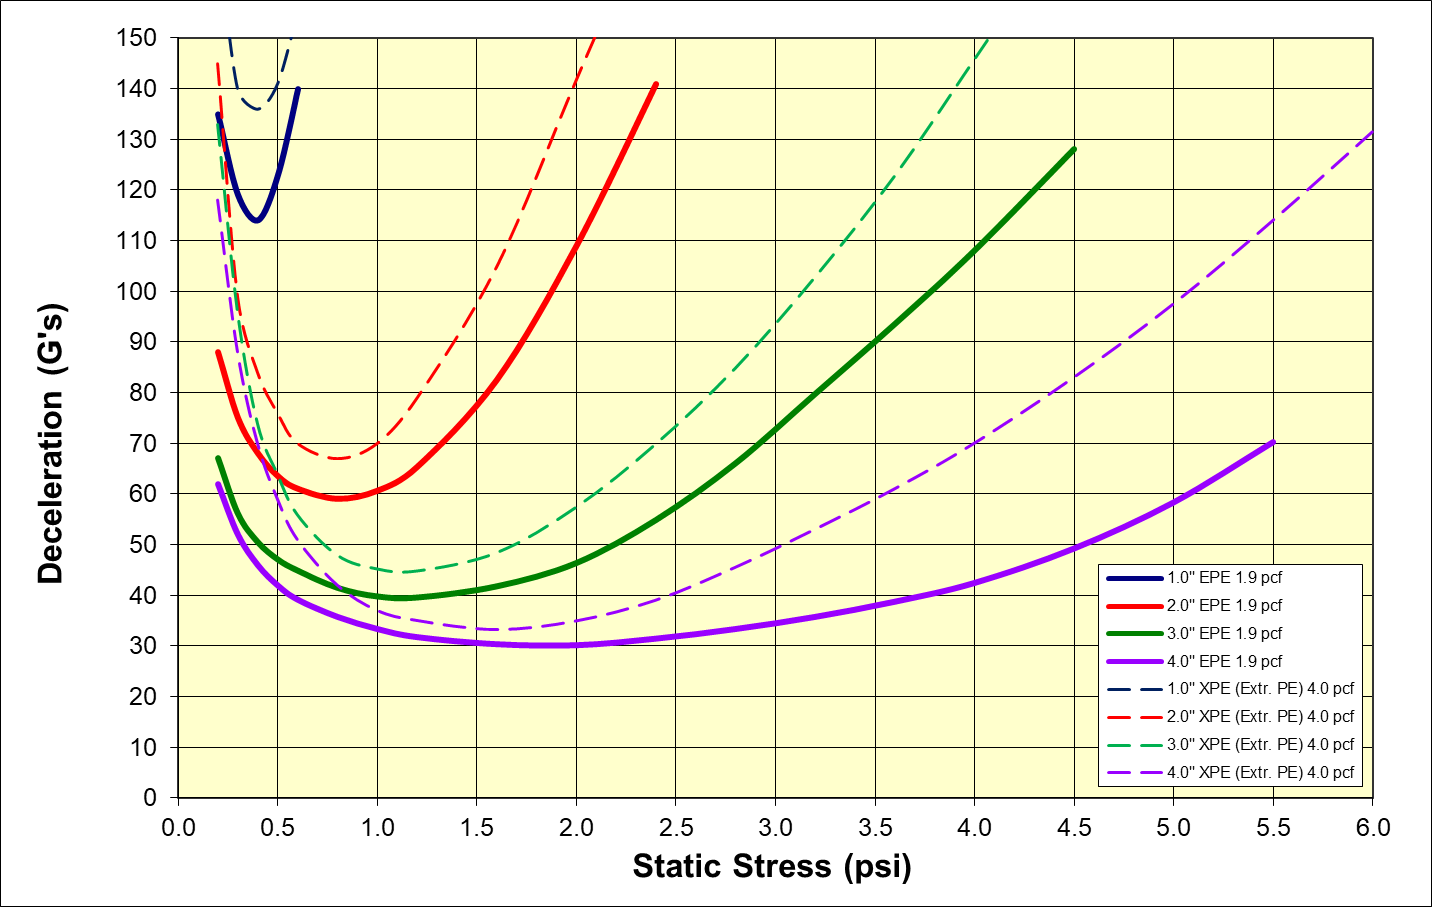 150
140
130
120
110
100
90
80
70
60
50
40
30
20
10
0
Deceleration (G's)
1.0" EPE 1.9 pcf
2.0" EPE 1.9 pcf
3.0" EPE 1.9 pcf
4.0" EPE 1.9 pcf
1.0" XPE (Extr. PE) 4.0 pcf
2.0" XPE (Extr. PE) 4.0 pcf
3.0" XPE (Extr. PE) 4.0 pcf
4.0" XPE (Extr. PE) 4.0 pcf
0.0 0.5 1.0 1.5 2.0 2.5 3.0 3.5 4.0 4.5 5.0 5.5 6.0
Static Stress (psi)